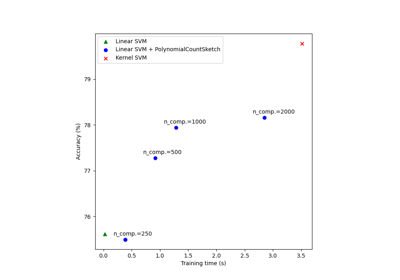 Linear SVM
Linear SVM + PolynomialCountSketch
Kernel SVM
79
n_comp.=2000
78
n_comp.=1000
n_comp.=500
77
Accuracy (%)
76
n_comp.=250
0.0 0.5 1.0 1.5 2.0 2.5 3.0 3.5
Training time (s)